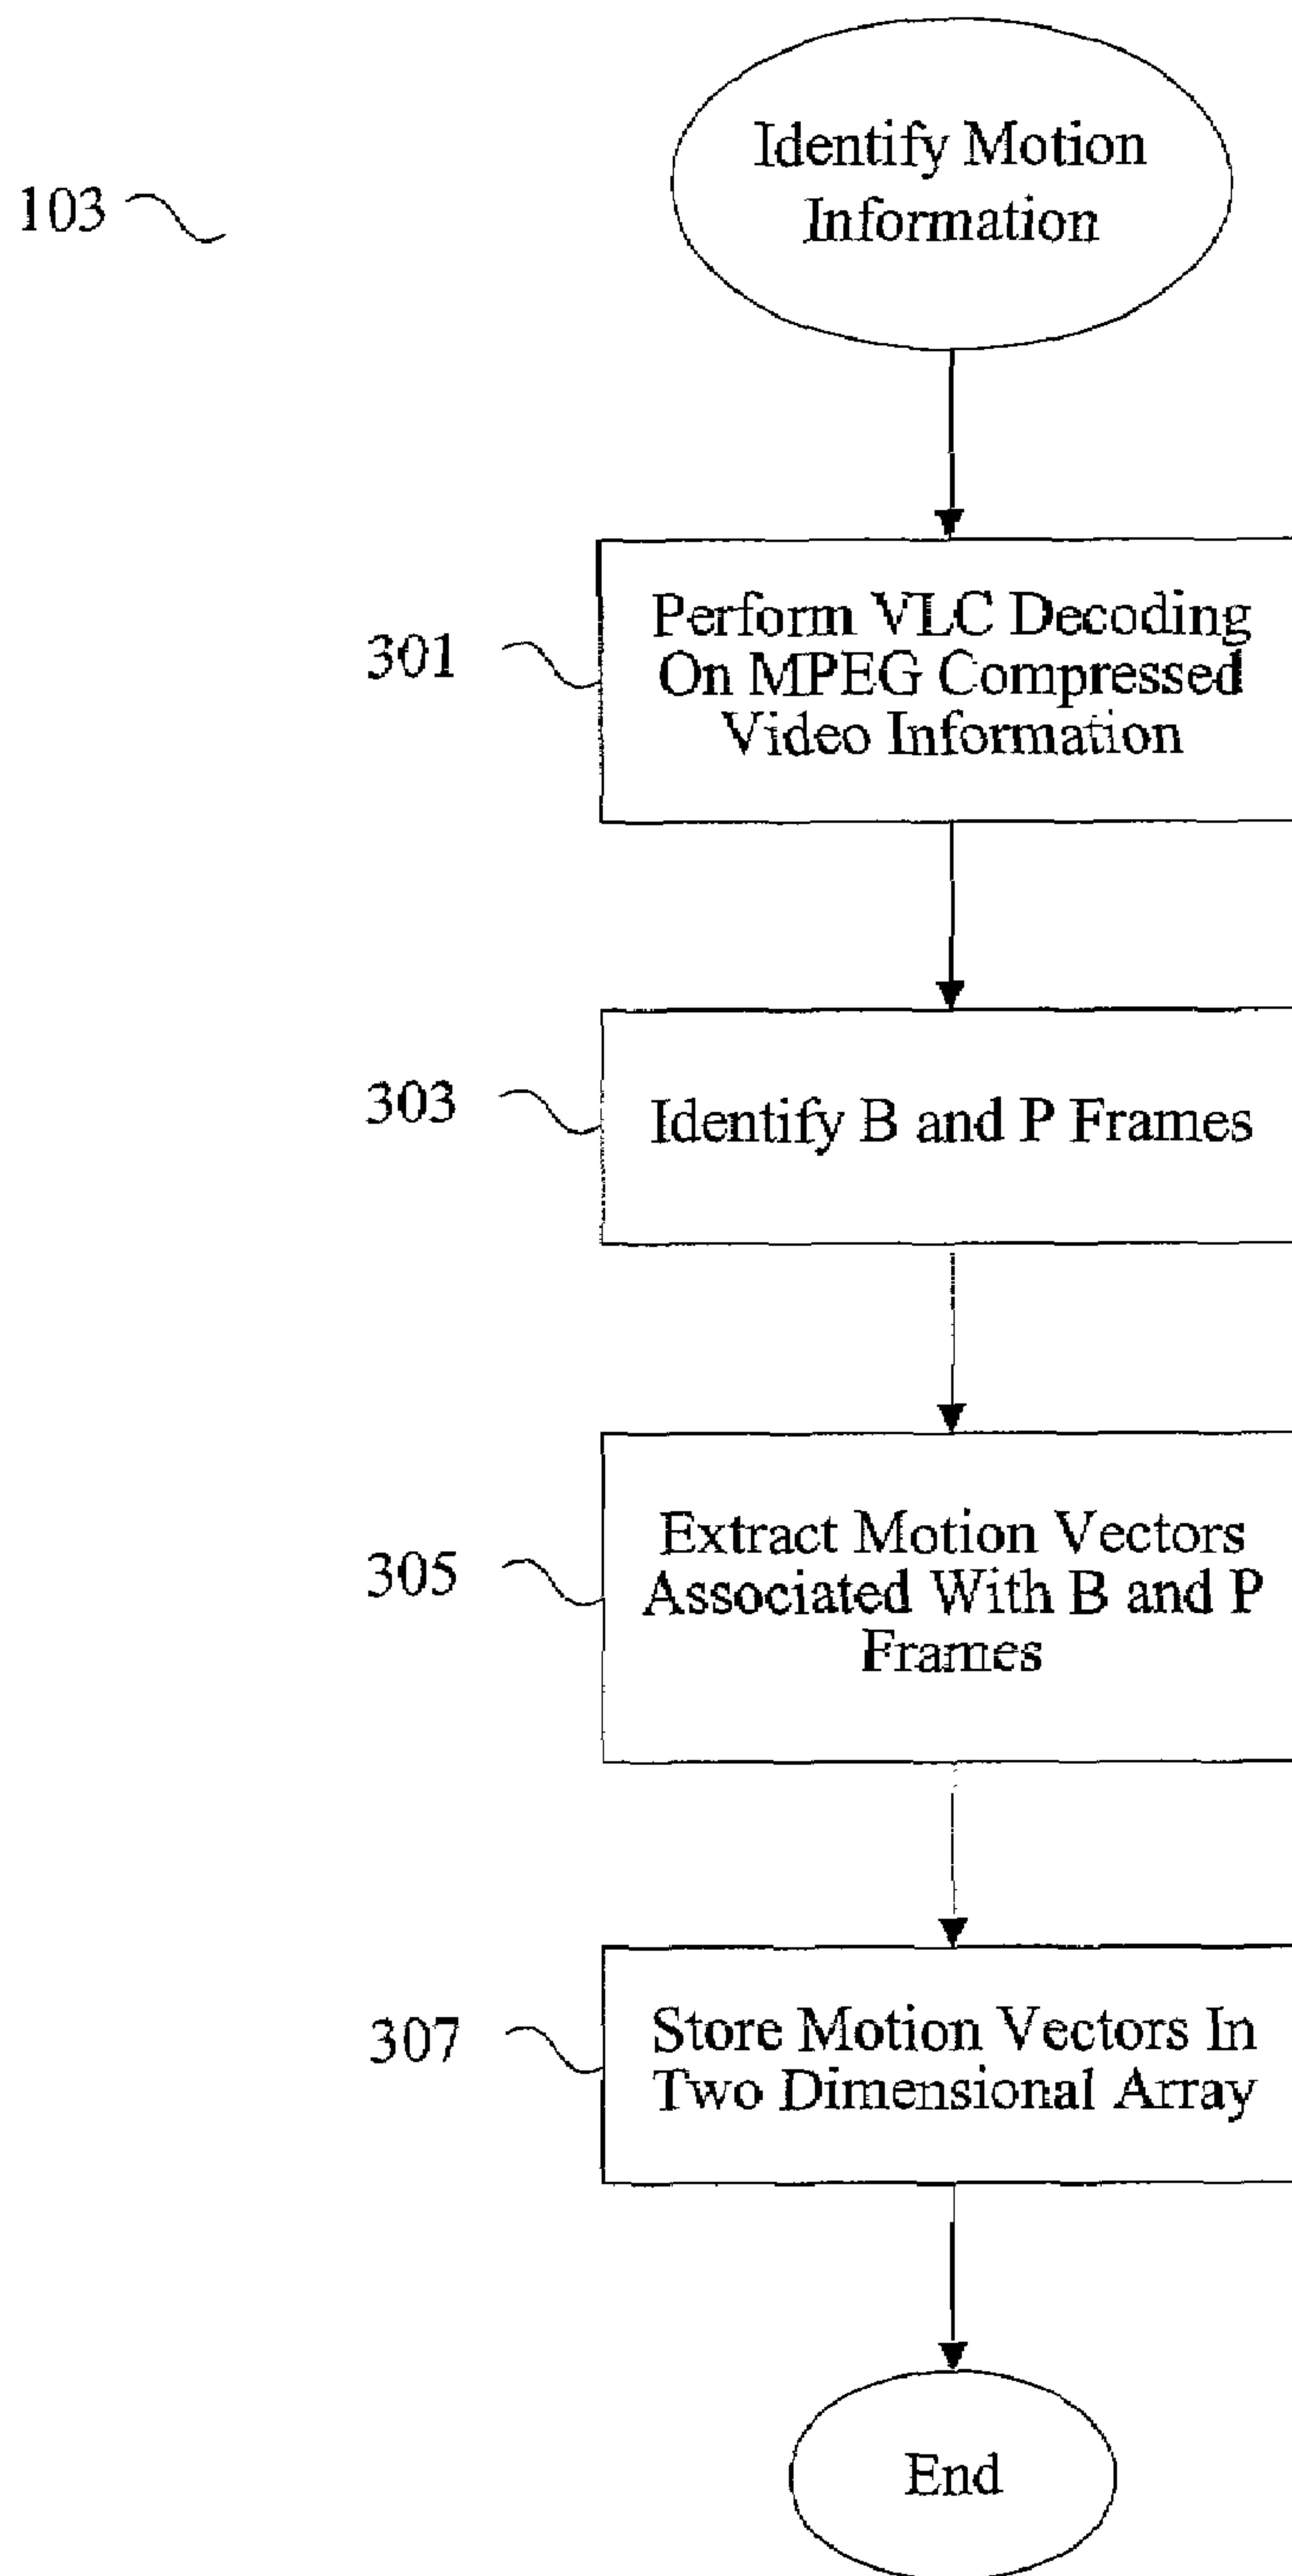 Identify Motion
Information
103
Perform VLC Decoding
On MPEG Compressed
Video Information
301
Identify B and P Frames
303
Extract Motion Vectors
Associated With B and P
Frames
305
Store Motion Vectors In
Two Dimensional Array
307
End